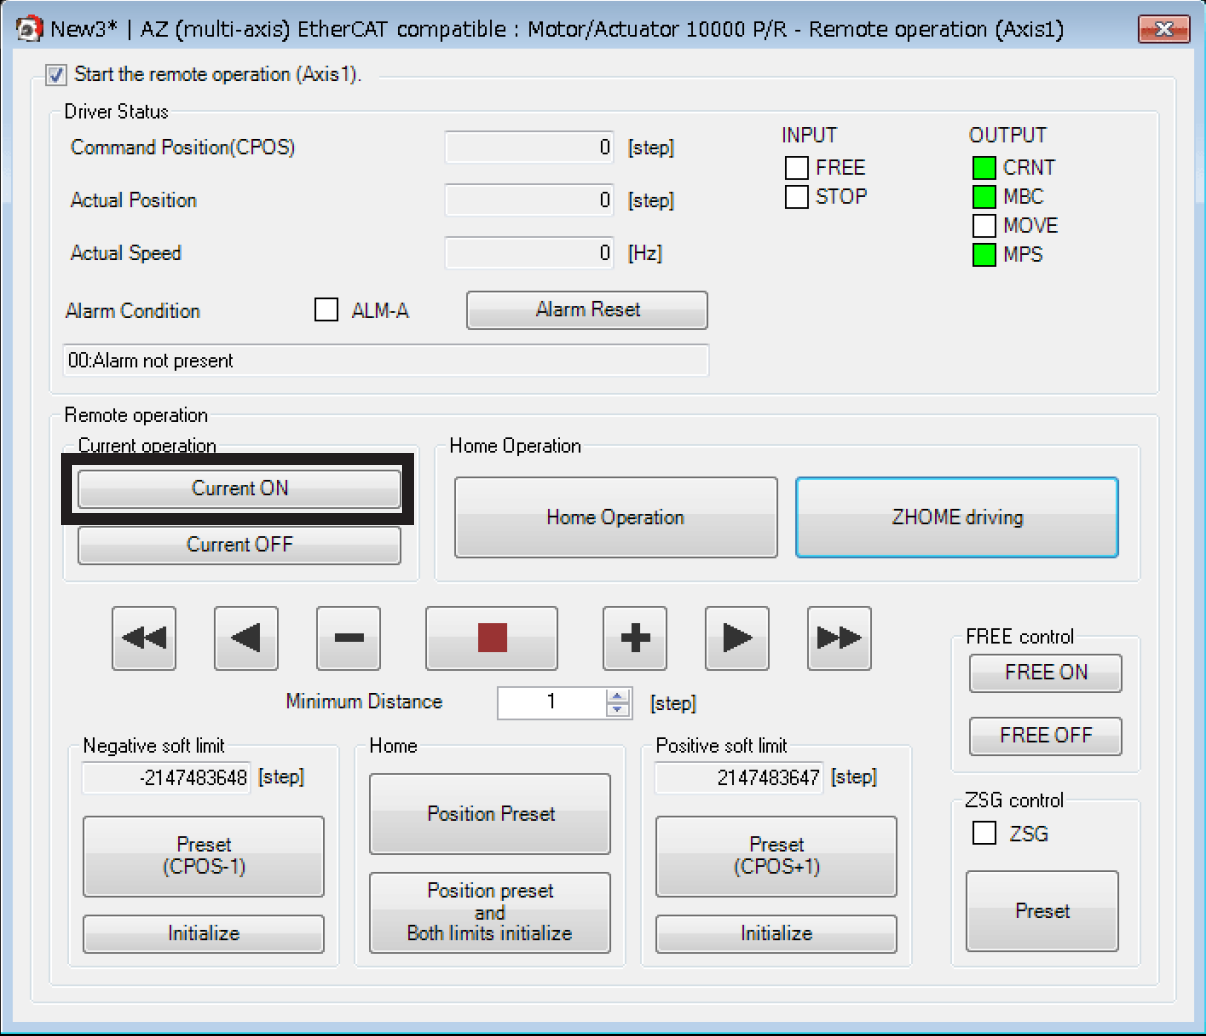 New3* | AZ (multi-axis) EtherCAT compatible : Motor/Actuator 10000 P/R - Remote operation (Axis1)
Start the remote operation (Axis1).
Driver Status
Command Position(CPOS) 0 [step]
Actual Position 0 [step]
Actual Speed 0 [Hz]
INPUT
FREE
STOP
OUTPUT
CRNT
MBC
MOVE
MPS
Alarm Condition ALM-A Alarm Reset
00:Alarm not present
Remote operation
Current operation
Current ON
Current OFF
Home Operation
Home Operation
ZHOME driving
Minimum Distance 1 [step]
FREE control
FREE ON
FREE OFF
Negative soft limit
-2147483648 [step]
Preset
(CPOS-1)
Initialize
Home
Position Preset
Position preset
and
Both limits initialize
Positive soft limit
2147483647 [step]
Preset
(CPOS+1)
Initialize
ZSG control
ZSG
Preset